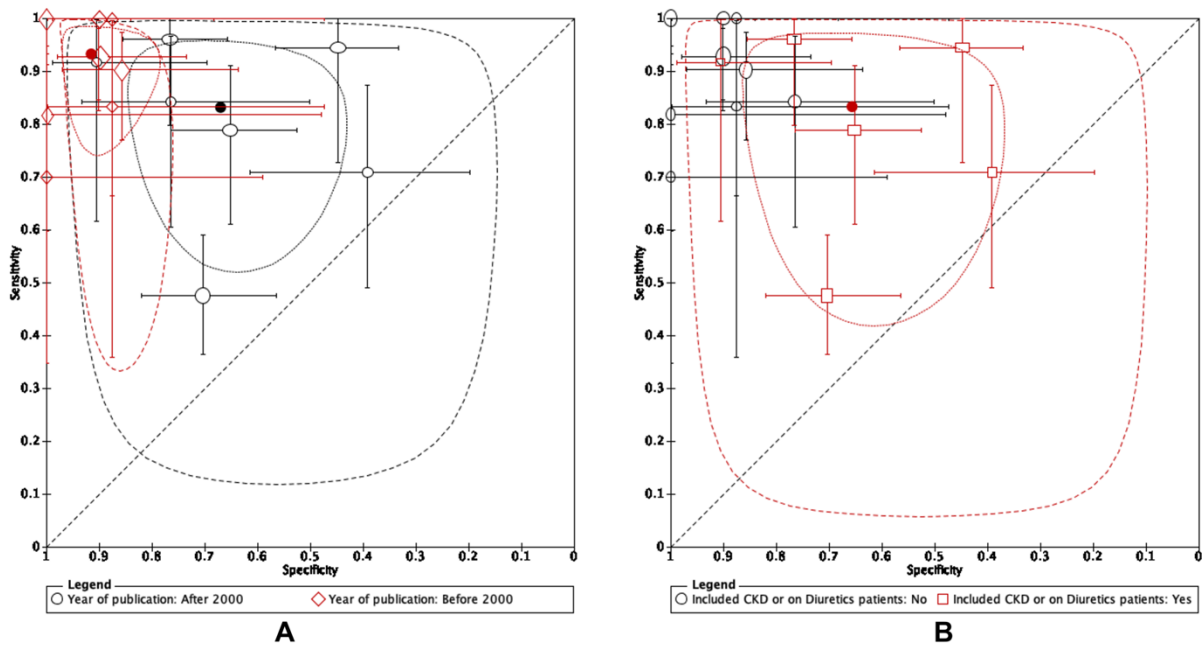 1
0.9
0.8
0.7
0.6
0.5
0.4
0.3
0.2
0.1
0
Sensitivity
1 0.9 0.8 0.7 0.6 0.5 0.4 0.3 0.2 0.1 0
Specificity
Legend
Year of publication: After 2000 Year of publication: Before 2000
A
1
0.9
0.8
0.7
0.6
0.5
0.4
0.3
0.2
0.1
0
Sensitivity
1 0.9 0.8 0.7 0.6 0.5 0.4 0.3 0.2 0.1 0
Specificity
Legend
Included CKD or on Diuretics patients: No Included CKD or on Diuretics patients: Yes
B